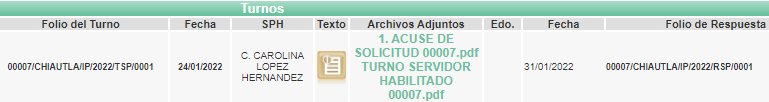 Turnos
Folio del Turno Fecha SPH Texto Archivos Adjuntos Edo. Fecha Folio de Respuesta
00007/CHIAUTLA/IP/2022/TSP/0001 24/01/2022 C. CAROLINA LOPEZ HERNANDEZ 1. ACUSE DE SOLICITUD 00007.pdf TURNO SERVIDOR HABILITADO 00007.pdf 31/01/2022 00007/CHIAUTLA/IP/2022/RSP/0001